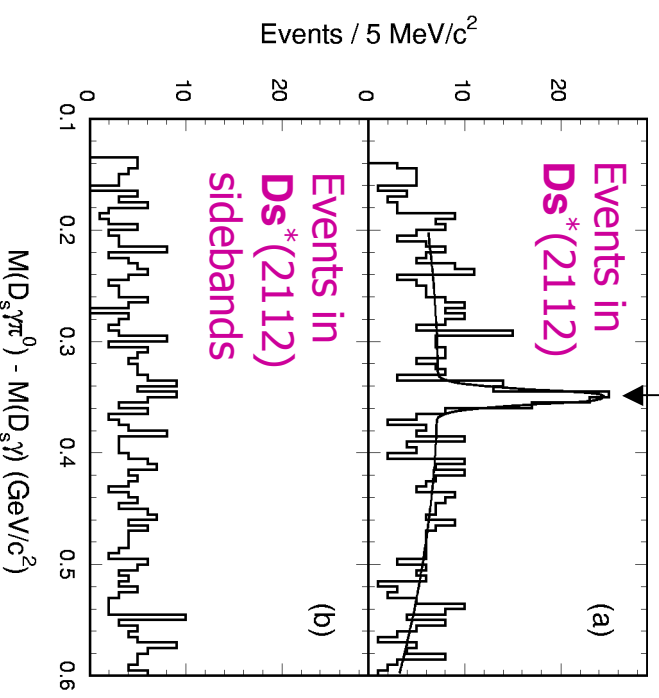 Events / 5 MeV/c²
0
10
20
0
10
20
Events in
Ds*(2112)
(a)
Events in
Ds*(2112)
sidebands
(b)
0.1
0.2
0.3
0.4
0.5
0.6
M(Dₛγπ⁰) - M(Dₛγ) (GeV/c²)